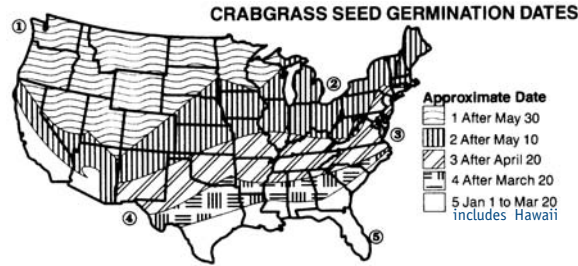 CRABGRASS SEED GERMINATION DATES
①
②
Approximate Date
1 After May 30
2 After May 10
③
3 After April 20
4 After March 20
④
5 Jan 1 to Mar 20
includes Hawaii
⑤